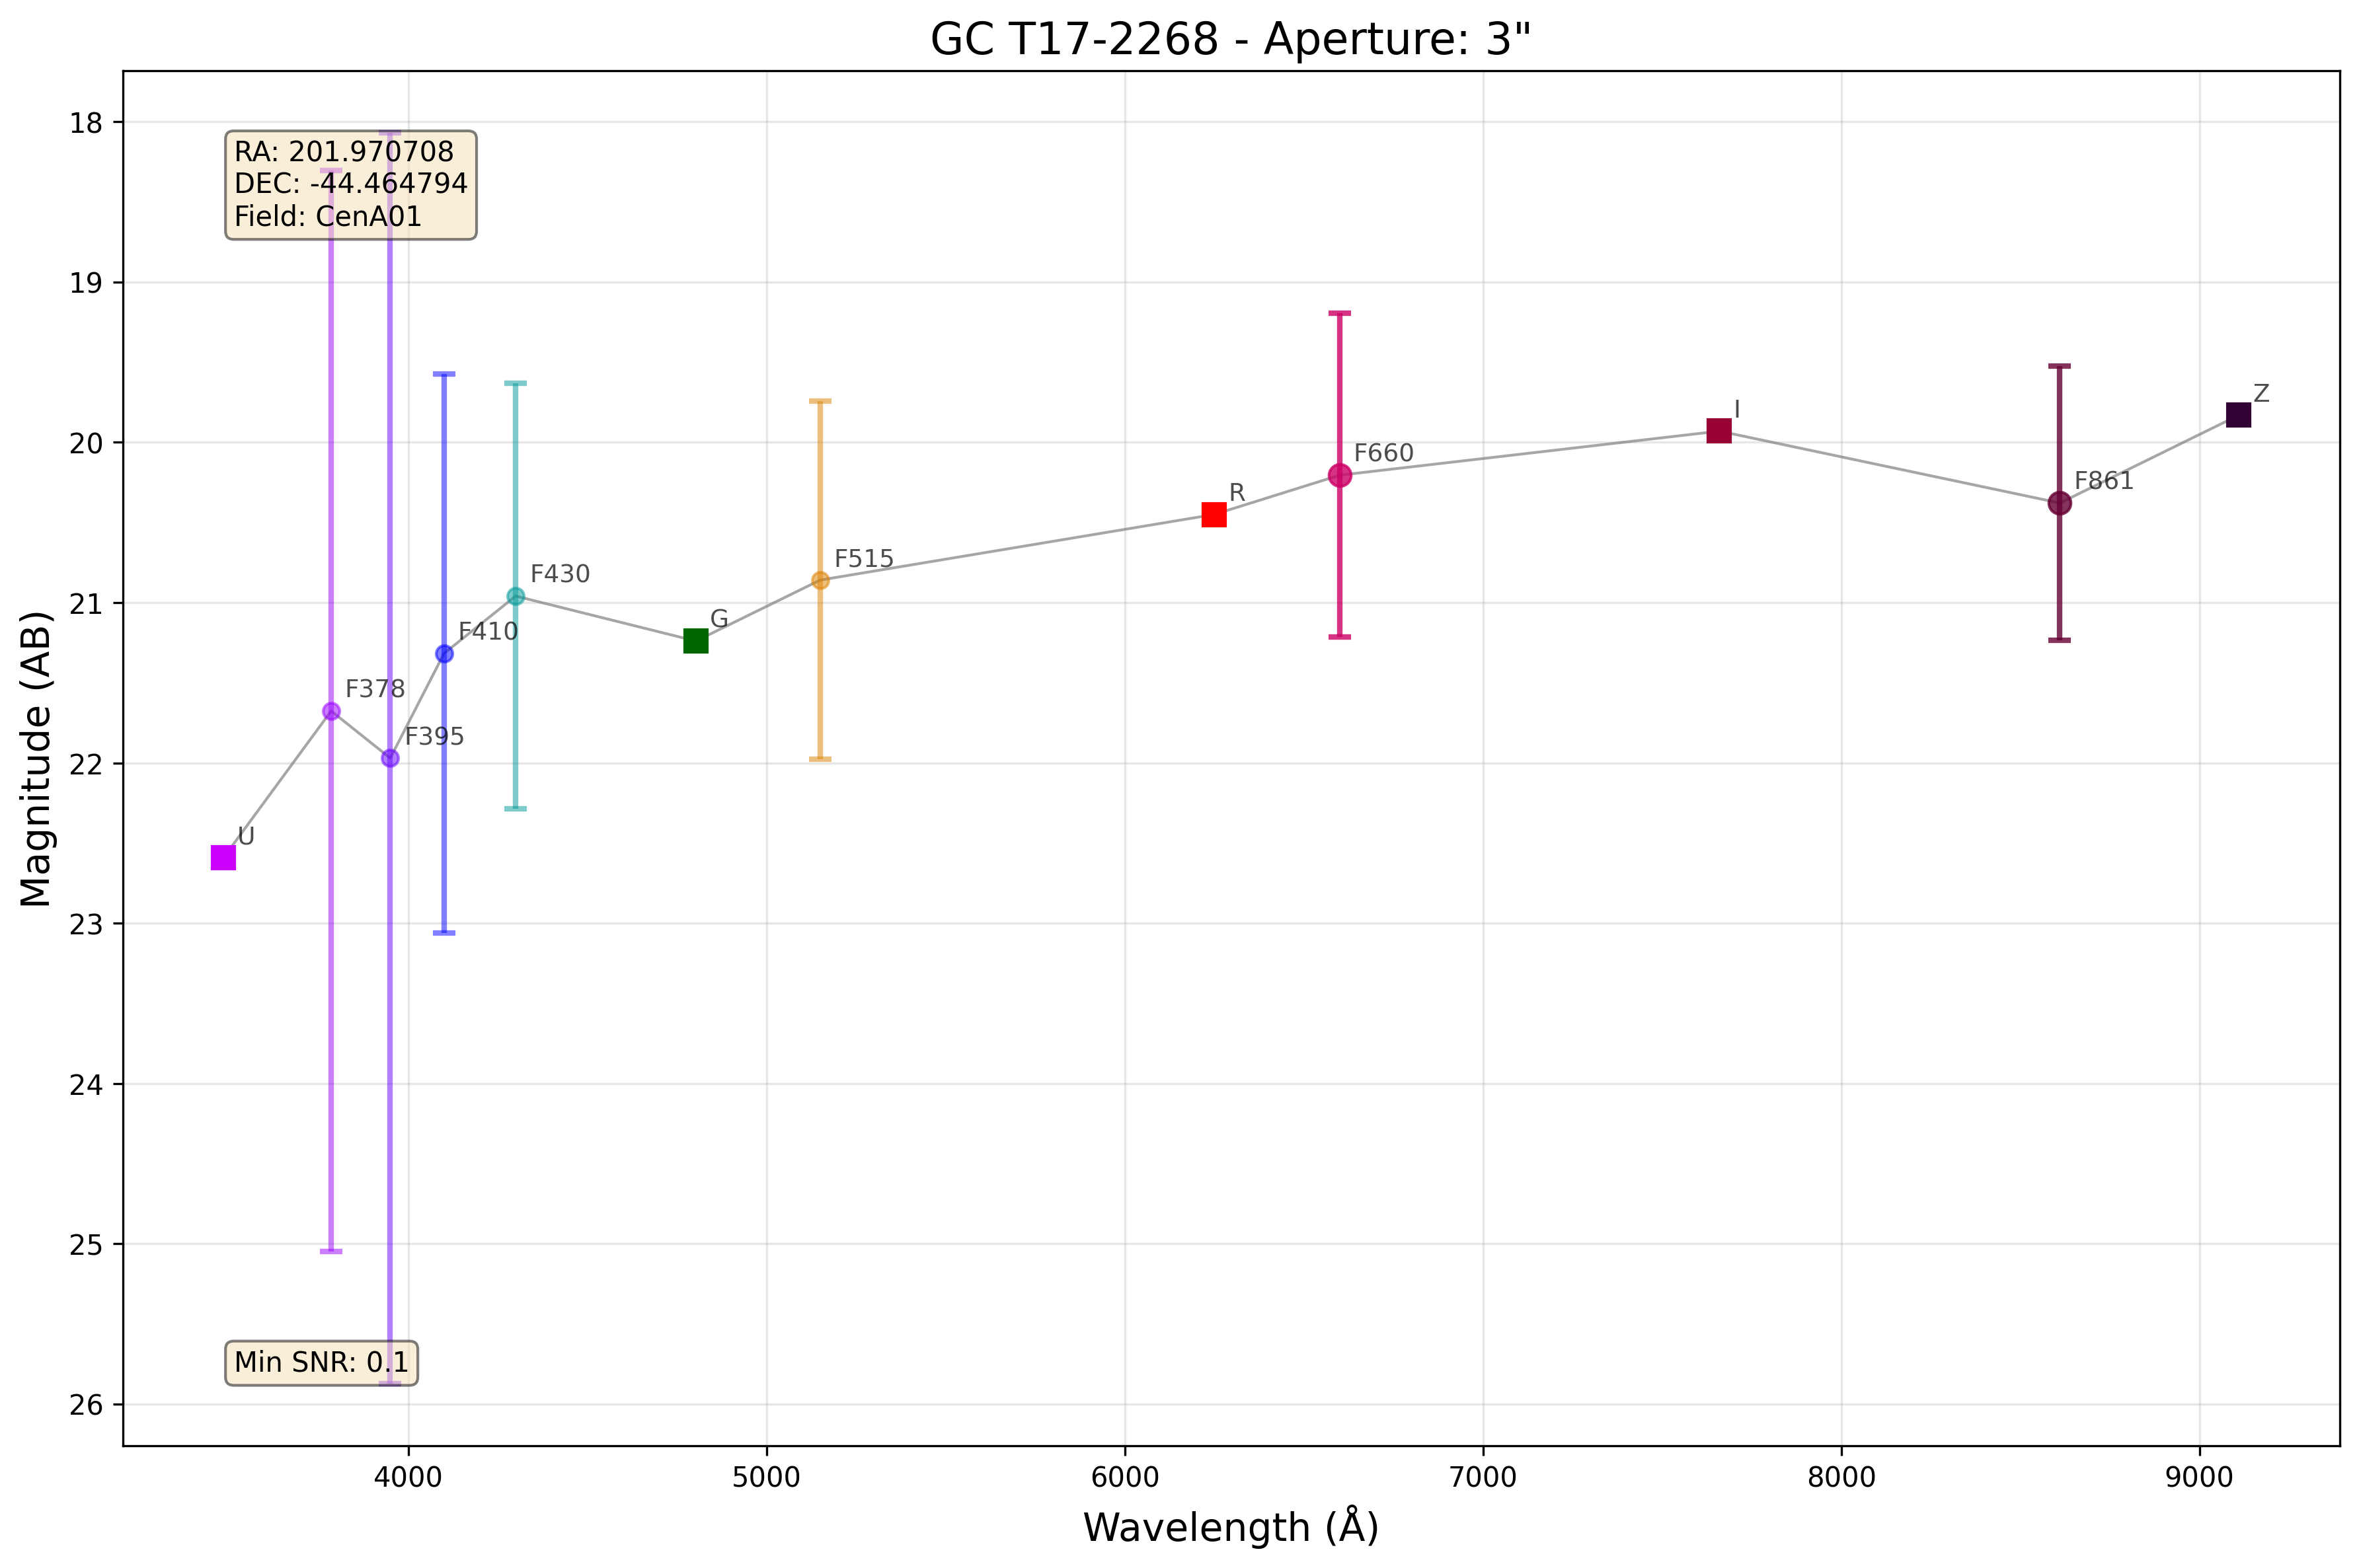 GC T17-2268 - Aperture: 3"
RA: 201.970708
DEC: -44.464794
Field: CenA01
18
19
20
21
22
23
24
25
26
Magnitude (AB)
U
F378
F395
F410
F430
G
F515
R
F660
I
F861
Z
Min SNR: 0.1
4000
5000
6000
7000
8000
9000
Wavelength (Å)